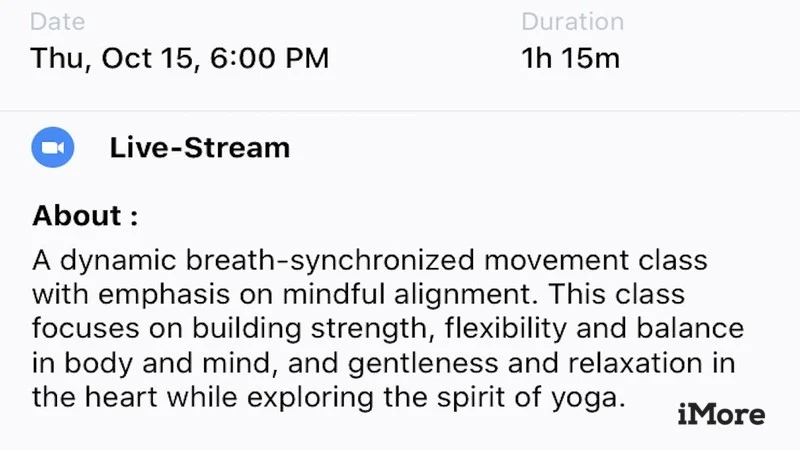 Date
Duration
Thu, Oct 15, 6:00 PM
1h 15m
Live-Stream
About :
A dynamic breath-synchronized movement class
with emphasis on mindful alignment. This class
focuses on building strength, flexibility and balance
in body and mind, and gentleness and relaxation in
the heart while exploring the spirit of yoga.
iMore